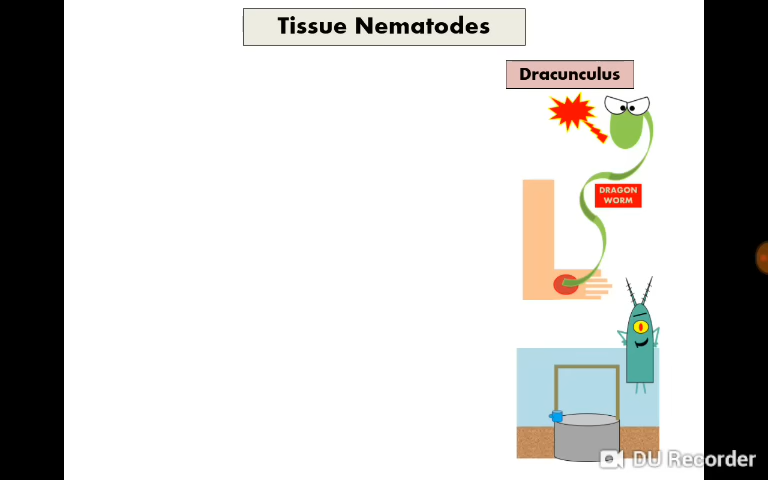 Tissue Nematodes
Dracunculus
DRAGON
WORM
DU Recorder